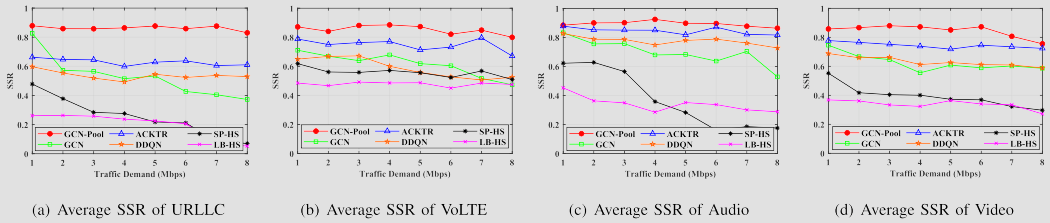 1
0.8
0.6
0.4
0.2
0
SSR
GCN-Pool
ACKTR
SP-HS
GCN
DDQN
LB-HS
1 2 3 4 5 6 7 8
Traffic Demand (Mbps)
(a) Average SSR of URLLC
1
0.8
0.6
0.4
0.2
0
SSR
GCN-Pool
ACKTR
SP-HS
GCN
DDQN
LB-HS
1 2 3 4 5 6 7 8
Traffic Demand (Mbps)
(b) Average SSR of VoLTE
1
0.8
0.6
0.4
0.2
0
SSR
GCN-Pool
ACKTR
SP-HS
GCN
DDQN
LB-HS
1 2 3 4 5 6 7 8
Traffic Demand (Mbps)
(c) Average SSR of Audio
1
0.8
0.6
0.4
0.2
0
SSR
GCN-Pool
ACKTR
SP-HS
GCN
DDQN
LB-HS
1 2 3 4 5 6 7 8
Traffic Demand (Mbps)
(d) Average SSR of Video